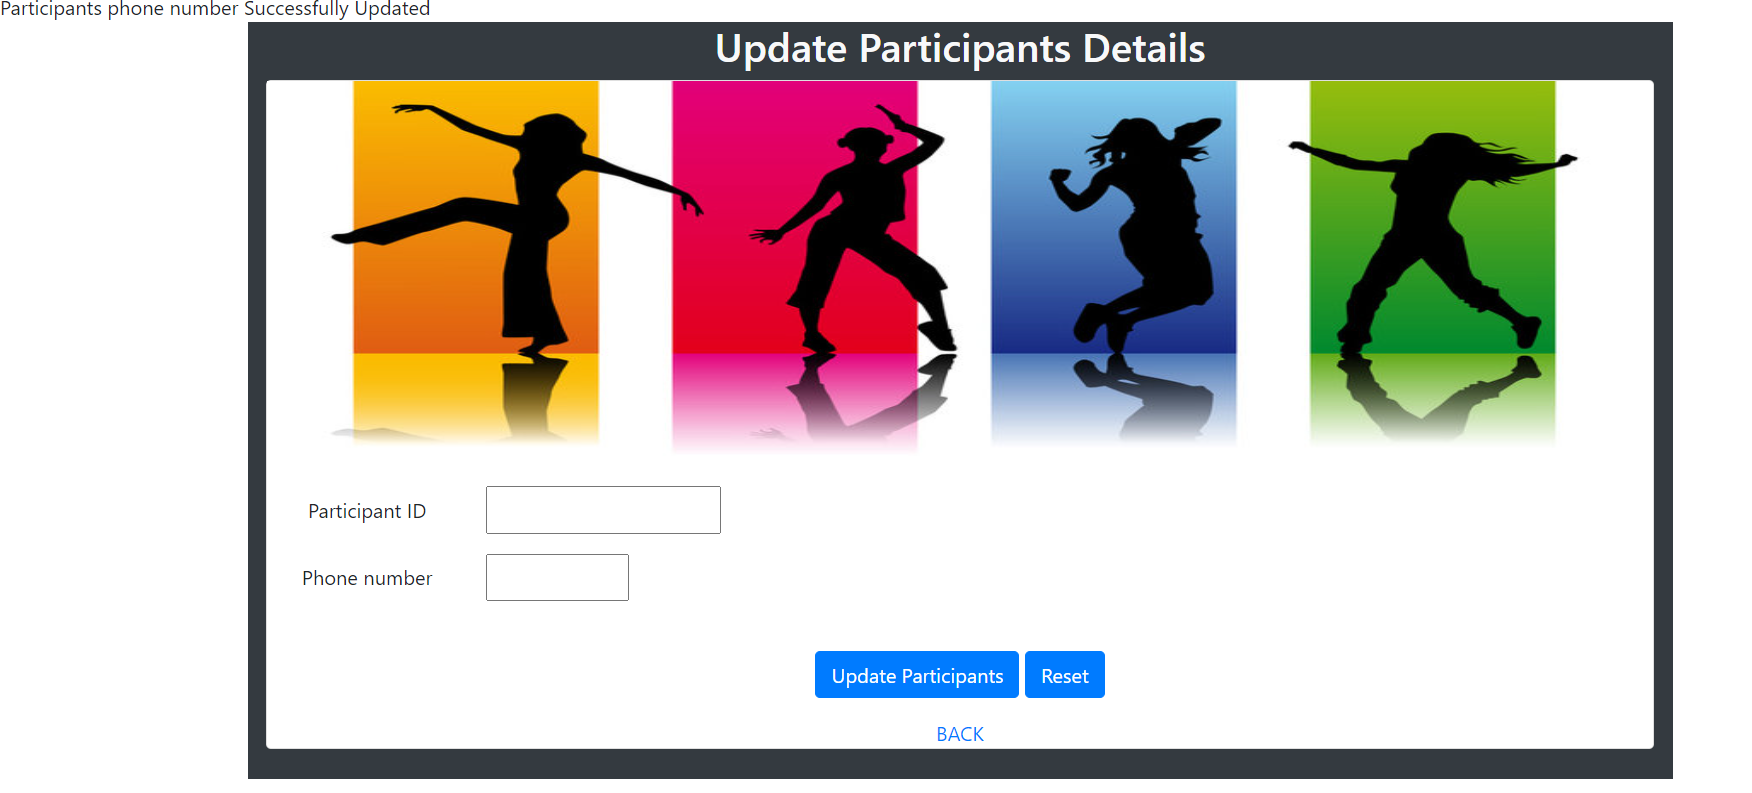 Participants phone number Successfully Updated
Update Participants Details
Participant ID
Phone number
Update Participants Reset
BACK